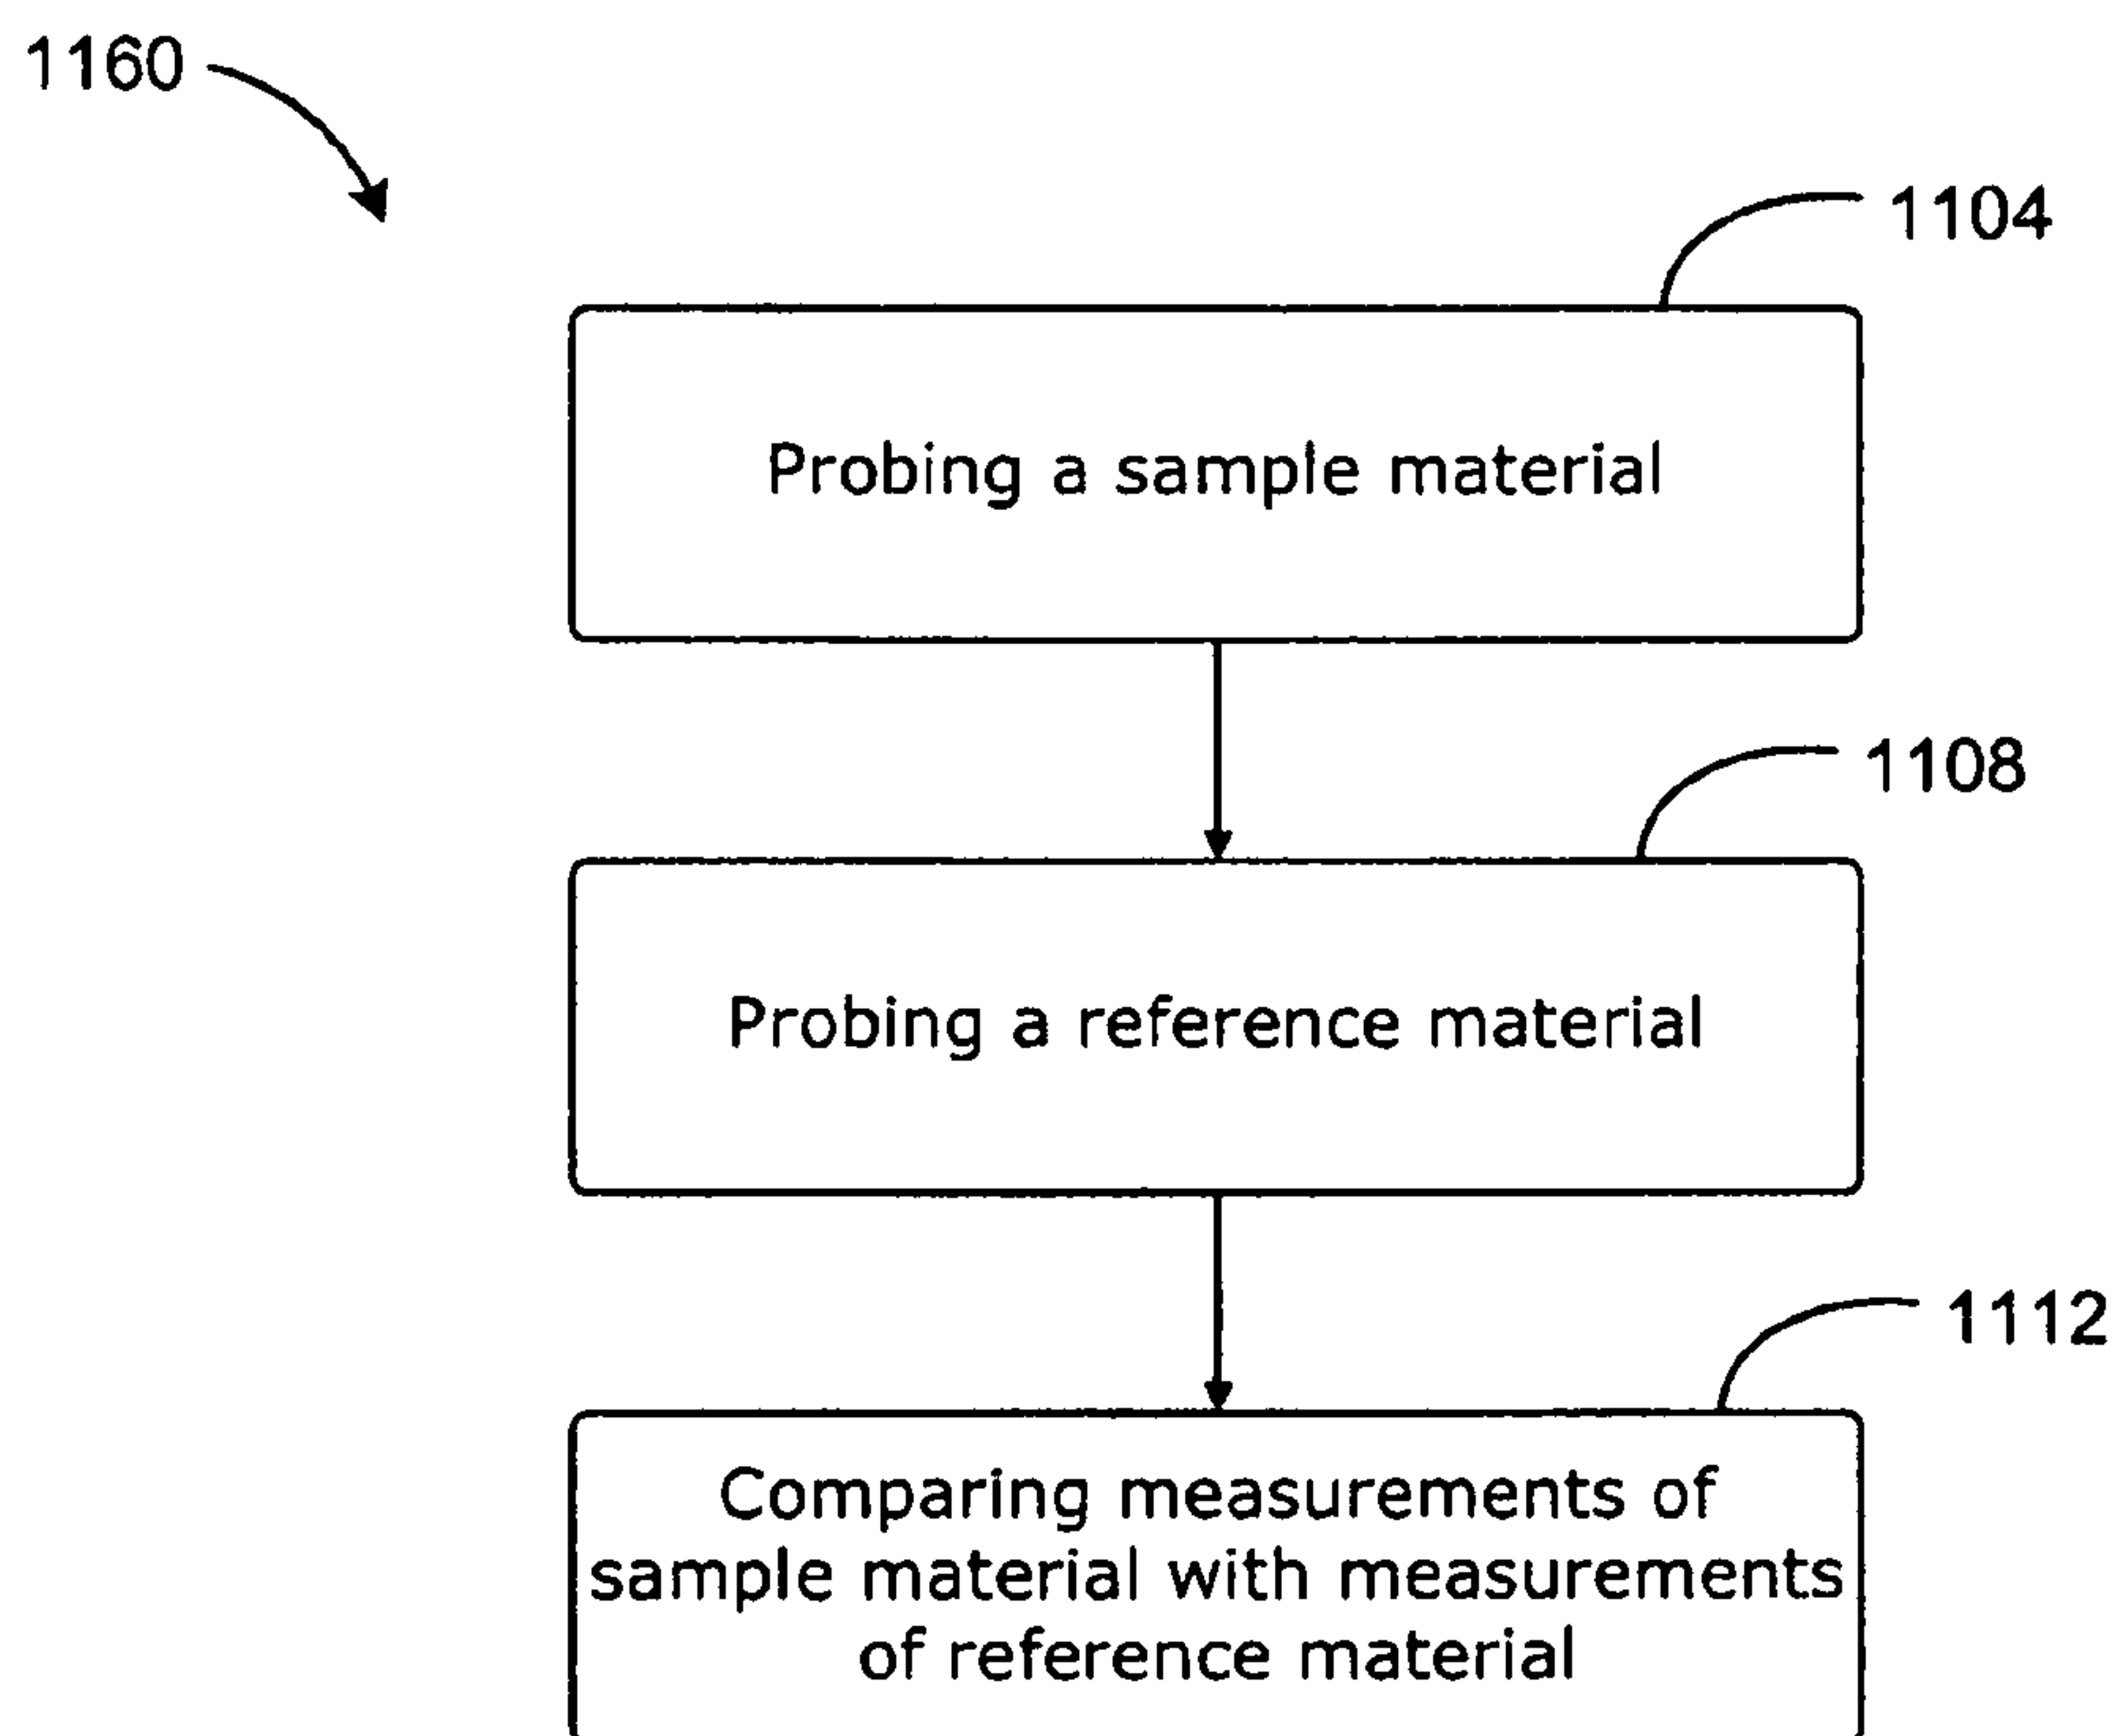 1160
1104
Probing a sample material
1108
Probing a reference material
1112
Comparing measurements of
sample material with measurements
of reference material